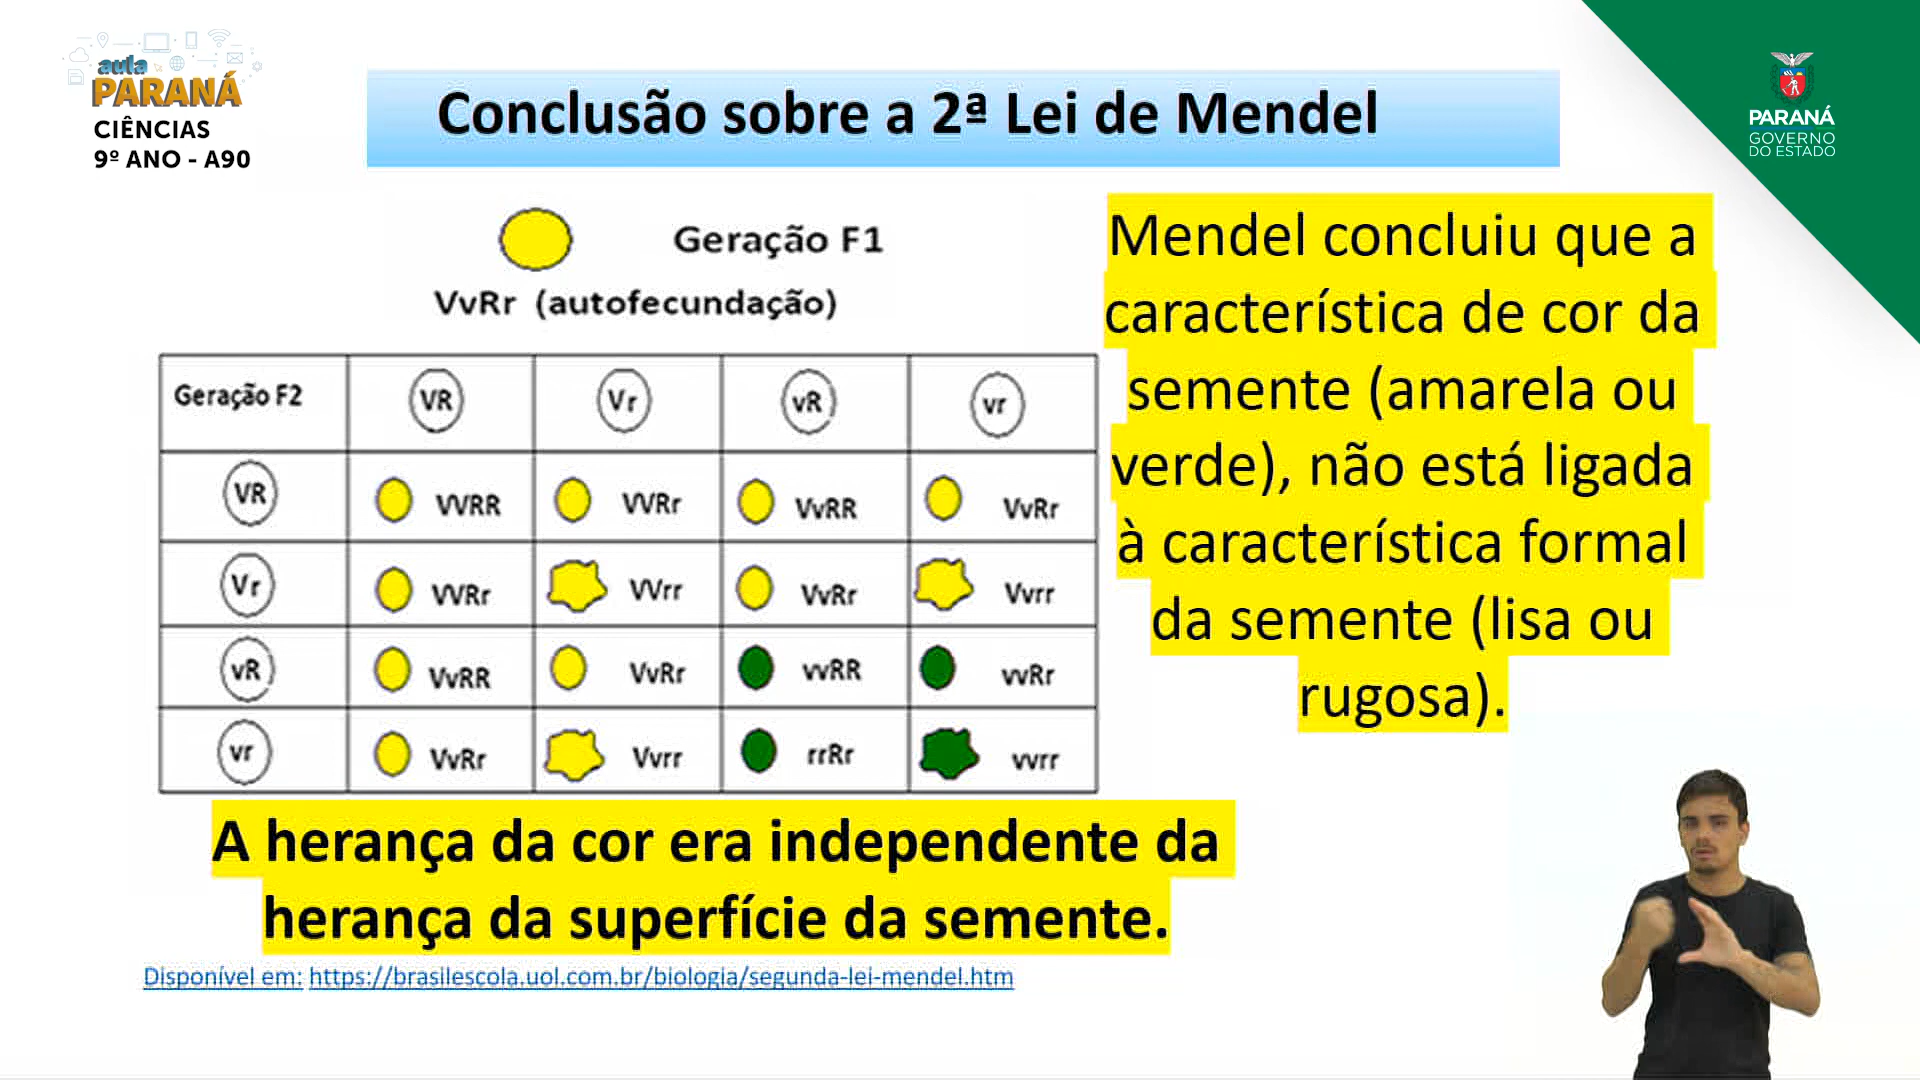 aula
PARANÁ
CIÊNCIAS
9º ANO - A90
Conclusão sobre a 2ª Lei de Mendel
PARANÁ
GOVERNO
DO ESTADO
Geração F1
VvRr (autofecundação)
Geração F2 VR Vr vR vr
VR VVRR VVRr VvRR VvRr
Vr VVRr VVrr VvRr Vvrr
vR VvRR VvRr vvRR vvRr
vr VvRr Vvrr rrRr vvrr
Mendel concluiu que a
característica de cor da
semente (amarela ou
verde), não está ligada
à característica formal
da semente (lisa ou
rugosa).
A herança da cor era independente da
herança da superfície da semente.
Disponível em: https://brasilescola.uol.com.br/biologia/segunda-lei-mendel.htm